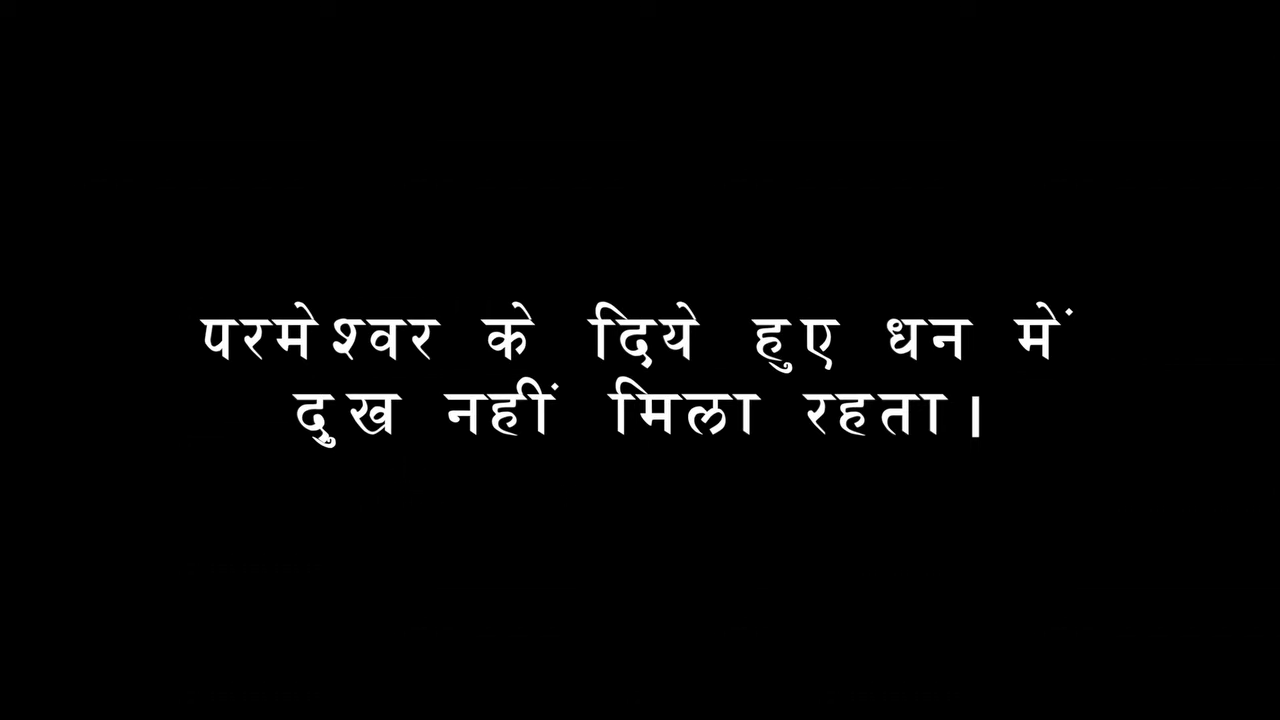 परमेश्वर के दिये हुए धन में
दुख नहीं मिला रहता।